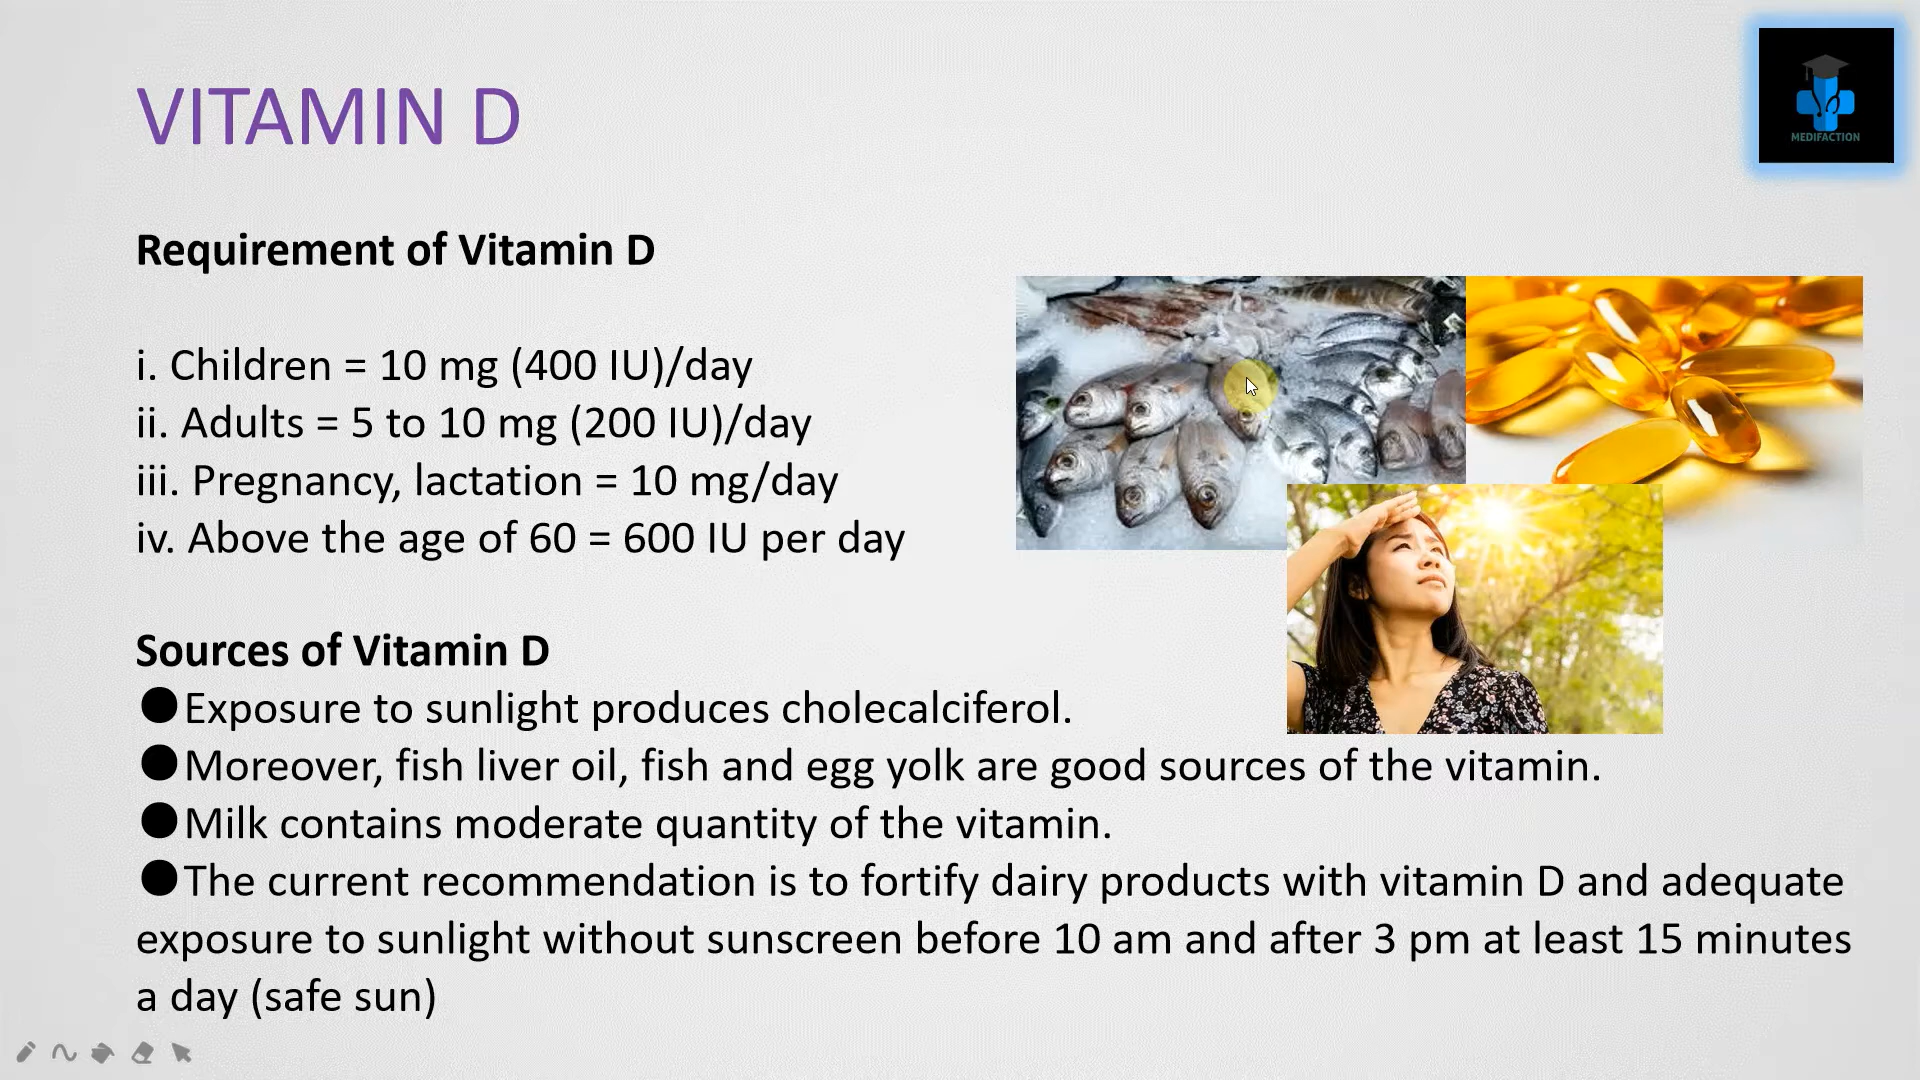 VITAMIN D
MEDIFACTION
Requirement of Vitamin D
i. Children = 10 mg (400 IU)/day
ii. Adults = 5 to 10 mg (200 IU)/day
iii. Pregnancy, lactation = 10 mg/day
iv. Above the age of 60 = 600 IU per day
Sources of Vitamin D
●Exposure to sunlight produces cholecalciferol.
●Moreover, fish liver oil, fish and egg yolk are good sources of the vitamin.
●Milk contains moderate quantity of the vitamin.
●The current recommendation is to fortify dairy products with vitamin D and adequate
exposure to sunlight without sunscreen before 10 am and after 3 pm at least 15 minutes
a day (safe sun)